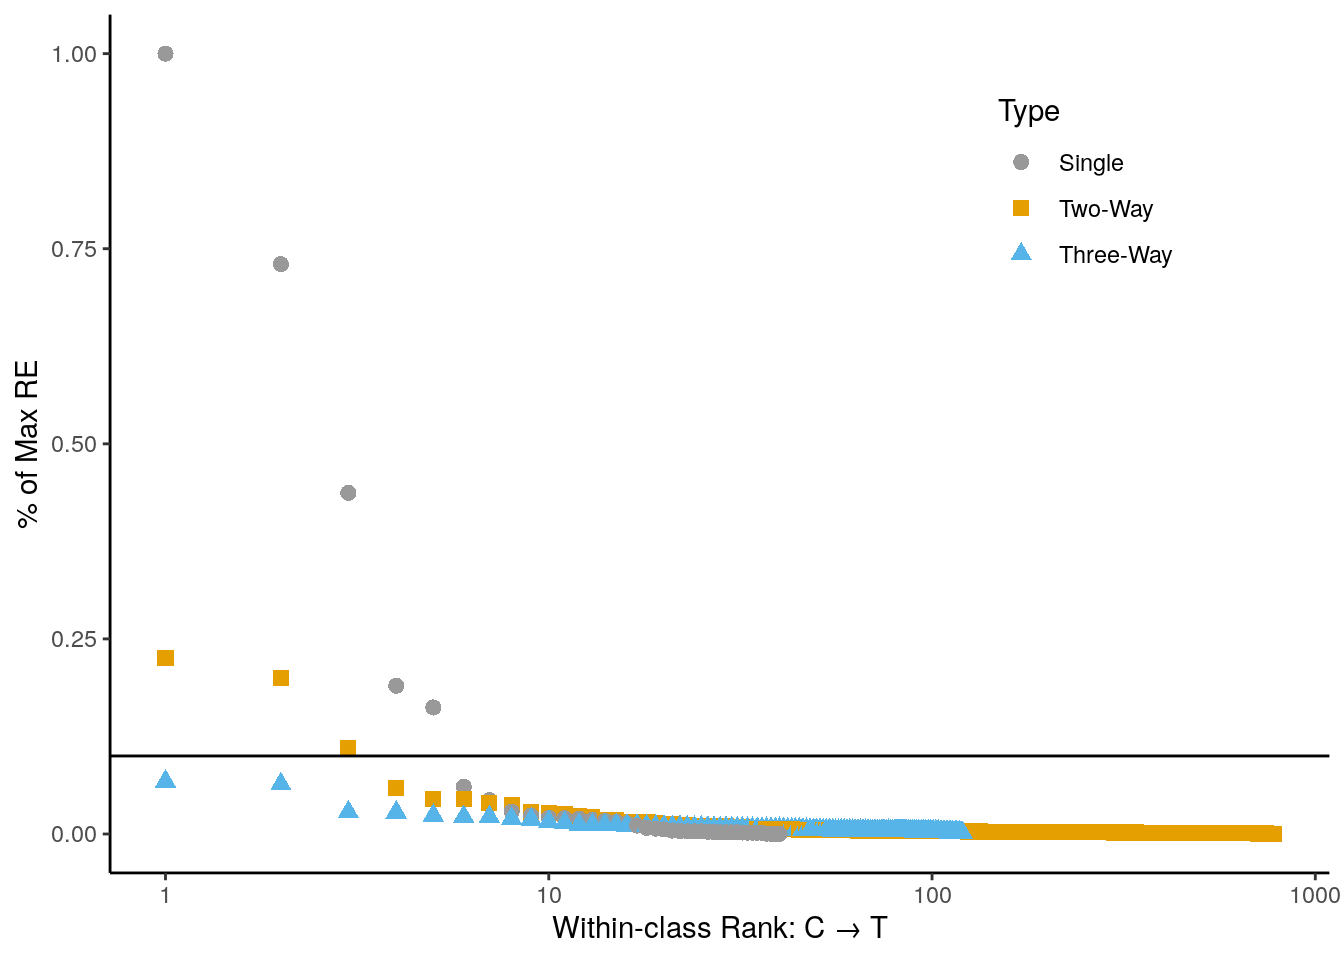 1.00
0.75
0.50
0.25
0.00
% of Max RE
Type
Single
Two-Way
Three-Way
1
10
100
1000
Within-class Rank: C → T